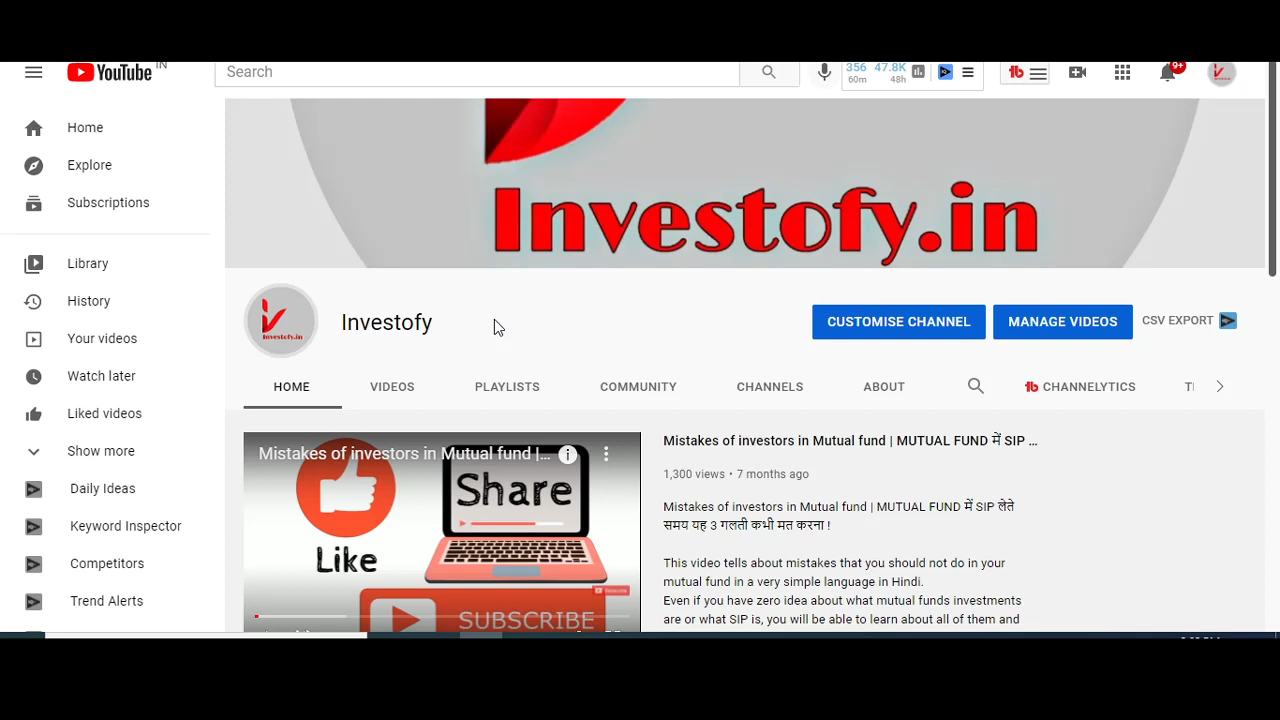 YouTube IN
Search
356 47.8K
60m 48h
9+
Home
Explore
Subscriptions
Library
History
Your videos
Watch later
Liked videos
Show more
Daily Ideas
Keyword Inspector
Competitors
Trend Alerts
Investofy.in
Investofy.in
Investofy
CUSTOMISE CHANNEL
MANAGE VIDEOS
CSV EXPORT
HOME VIDEOS PLAYLISTS COMMUNITY CHANNELS ABOUT tb CHANNELYTICS
Mistakes of investors in Mutual fund |...
Share
Like
Subscribe
SUBSCRIBE
Mistakes of investors in Mutual fund | MUTUAL FUND में SIP ...
1,300 views • 7 months ago
Mistakes of investors in Mutual fund | MUTUAL FUND में SIP लेते
समय यह 3 गलती कभी मत करना !
This video tells about mistakes that you should not do in your
mutual fund in a very simple language in Hindi.
Even if you have zero idea about what mutual funds investments
are or what SIP is, you will be able to learn about all of them and